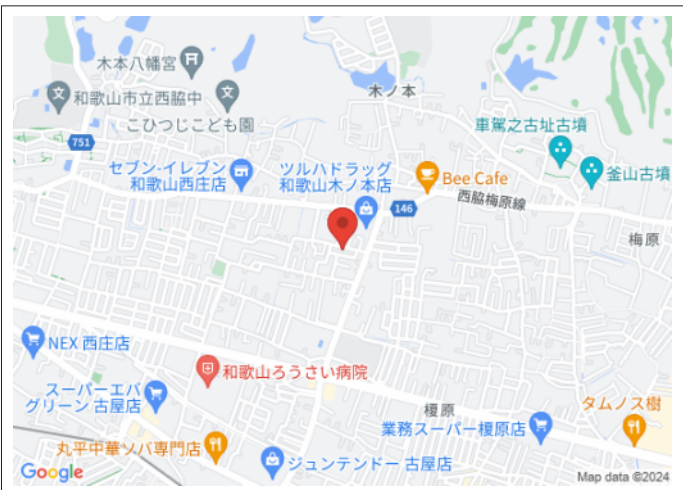 木本八幡宮
和歌山市立西脇中
こひつじこども園
木ノ本
車駕之古址古墳
751
セブン-イレブン
和歌山西庄店
ツルハドラッグ
和歌山木ノ本店
Bee Cafe
釜山古墳
146
西脇梅原線
梅原
NEX 西庄店
和歌山ろうさい病院
スーパーエバ
グリーン 古屋店
榎原
タムノス樹
業務スーパー榎原店
丸平中華ソバ専門店
ジュンテンドー 古屋店
Google
Map data ©2024